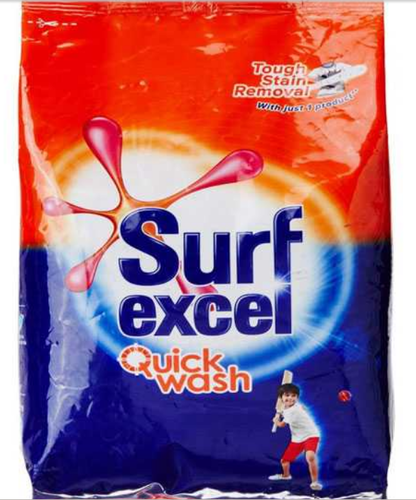 Tough
Stain
Removal
With just 1 product**
Surf
excel
Quick
wash